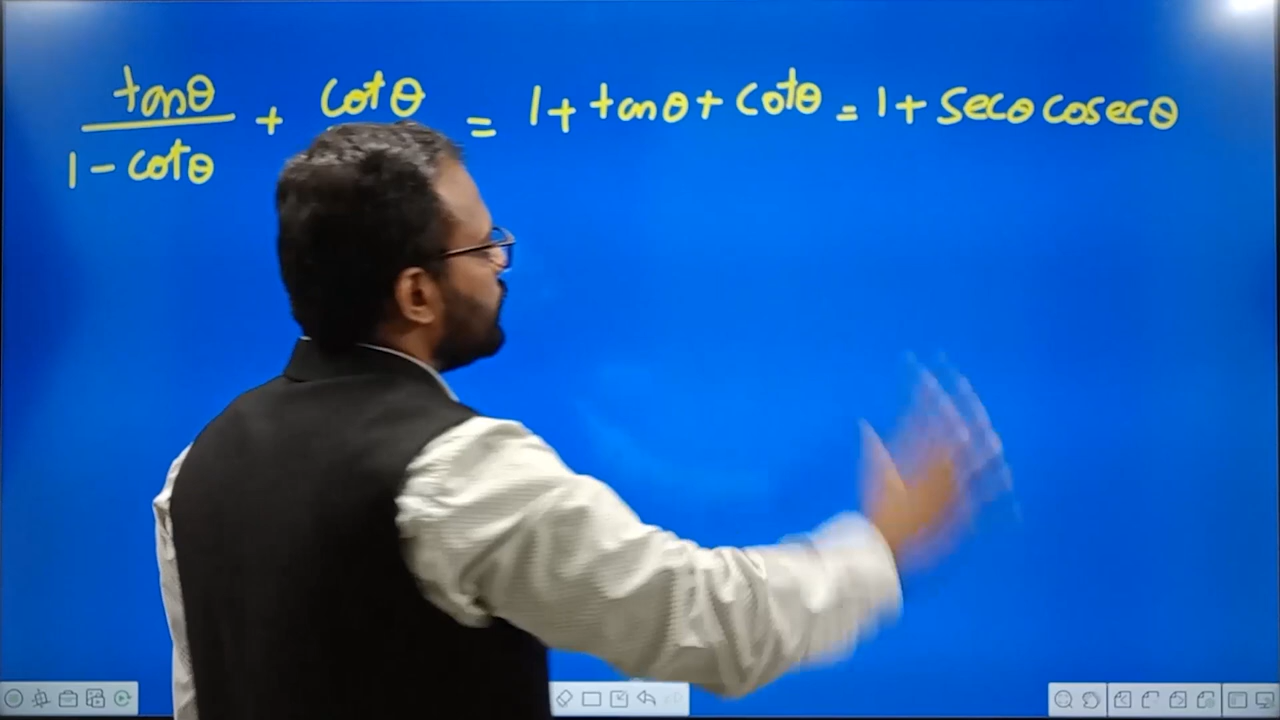 tanθ/1 - cotθ + cotθ = 1 + tanθ + cotθ = 1 + secθ cosecθ